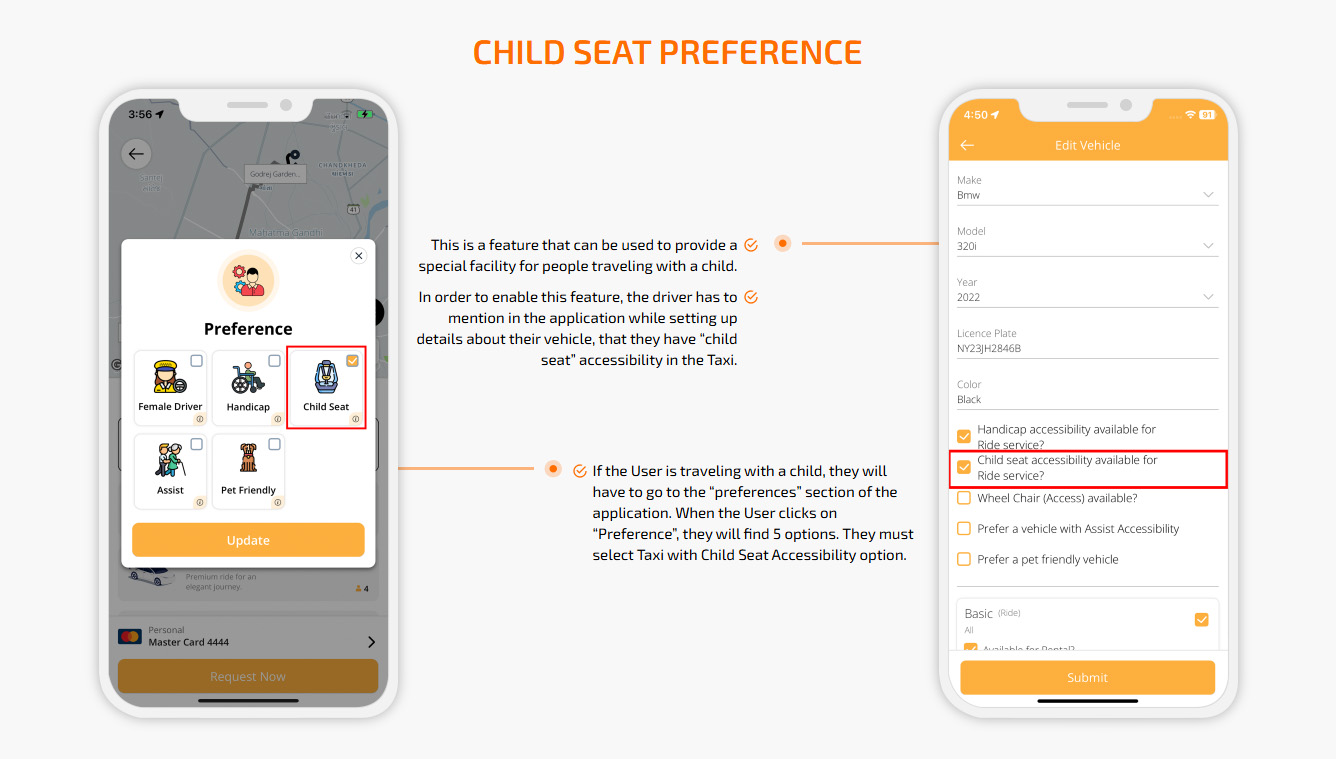 CHILD SEAT PREFERENCE
3:56
CHANDKHEDA
Godrej Garden...
41
Mahatma Gandhi
Preference
Female Driver
Handicap
Child Seat
Assist
Pet Friendly
Update
Premium ride for an
elegant journey.
4
Personal
Master Card 4444
Request Now
This is a feature that can be used to provide a
special facility for people traveling with a child.
In order to enable this feature, the driver has to
mention in the application while setting up
details about their vehicle, that they have “child
seat” accessibility in the Taxi.
If the User is traveling with a child, they will
have to go to the “preferences” section of the
application. When the User clicks on
“Preference”, they will find 5 options. They must
select Taxi with Child Seat Accessibility option.
4:50
91
Edit Vehicle
Make
Bmw
Model
320i
Year
2022
Licence Plate
NY23JH2846B
Color
Black
Handicap accessibility available for
Ride service?
Child seat accessibility available for
Ride service?
Wheel Chair (Access) available?
Prefer a vehicle with Assist Accessibility
Prefer a pet friendly vehicle
Basic (Ride)
All
Available for Rental?
Submit